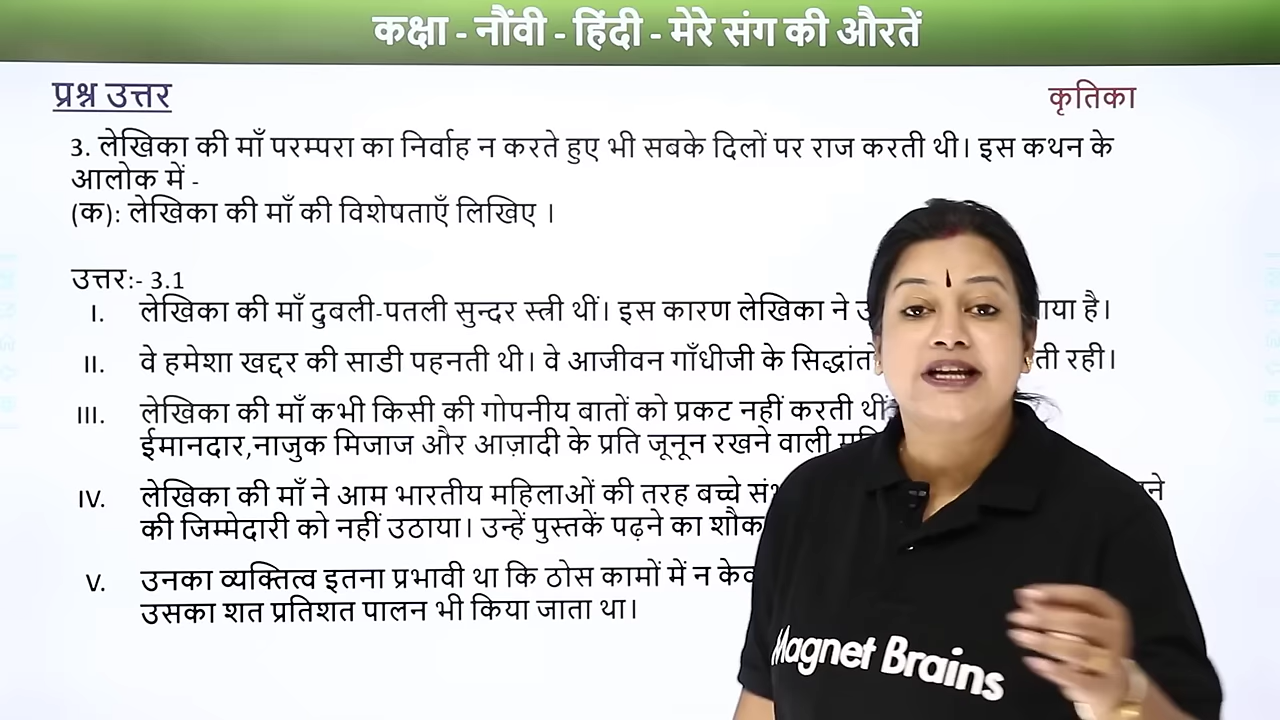 कक्षा - नौंवी - हिंदी - मेरे संग की औरतें
प्रश्न उत्तर
कृतिका
3. लेखिका की माँ परम्परा का निर्वाह न करते हुए भी सबके दिलों पर राज करती थी। इस कथन के
आलोक में -
(क): लेखिका की माँ की विशेषताएँ लिखिए ।
उत्तर:- 3.1
I. लेखिका की माँ दुबली-पतली सुन्दर स्त्री थीं। इस कारण लेखिका ने है।
II. वे हमेशा खद्दर की साडी पहनती थी। वे आजीवन गाँधीजी के रही।
III. लेखिका की माँ कभी किसी की गोपनीय बातों को प्रकट नहीं करती
ईमानदार,नाजुक मिजाज और आज़ादी के प्रति जूनून रखने वाली
IV. लेखिका की माँ ने आम भारतीय महिलाओं की तरह बच्चे
की जिम्मेदारी को नहीं उठाया। उन्हें पुस्तकें पढ़ने का शौक
V. उनका व्यक्तित्व इतना प्रभावी था कि ठोस कामों में न
उसका शत प्रतिशत पालन भी किया जाता था।
Magnet Brains